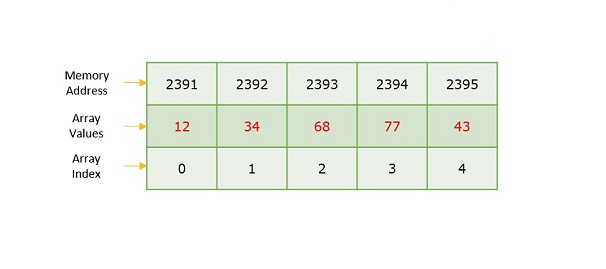 Memory
Address
2391 2392 2393 2394 2395
Array
Values
12 34 68 77 43
Array
Index
0 1 2 3 4